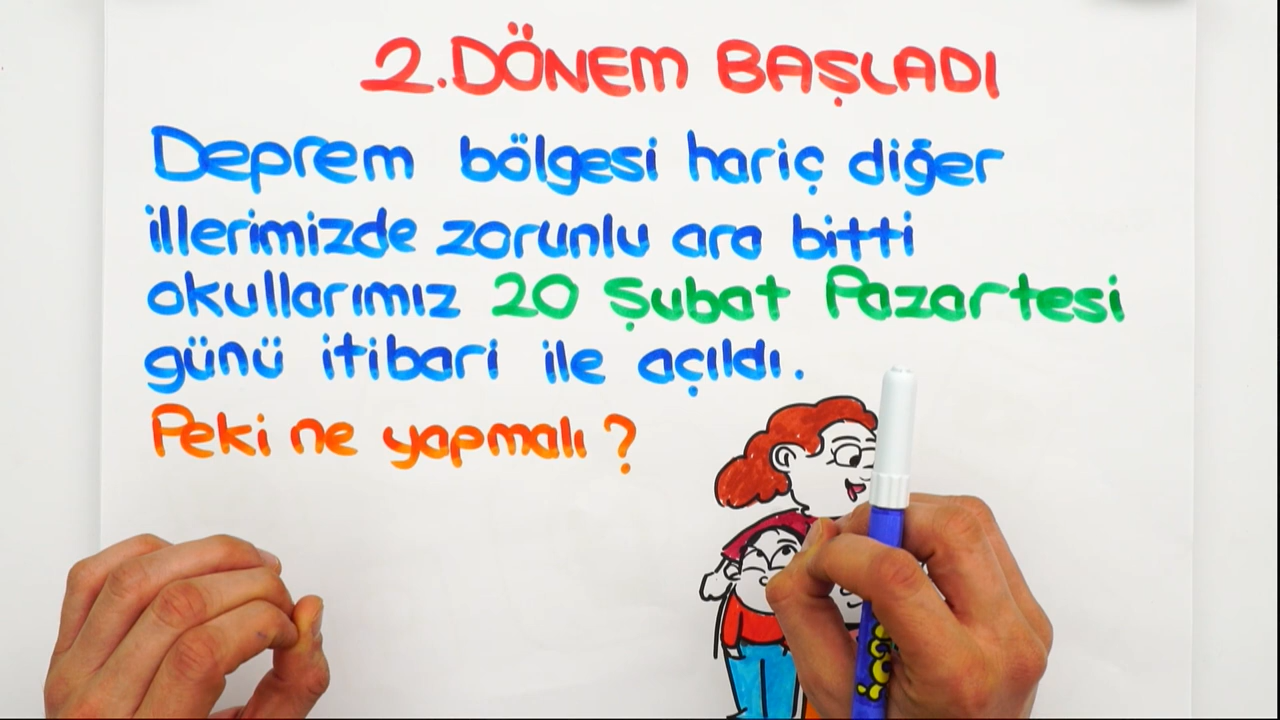 2.DÖNEM BAŞLADI
Deprem bölgesi hariç diğer
illerimizde zorunlu ara bitti
okullarımız 20 Şubat Pazartesi
günü itibari ile açıldı.
Peki ne yapmalı?